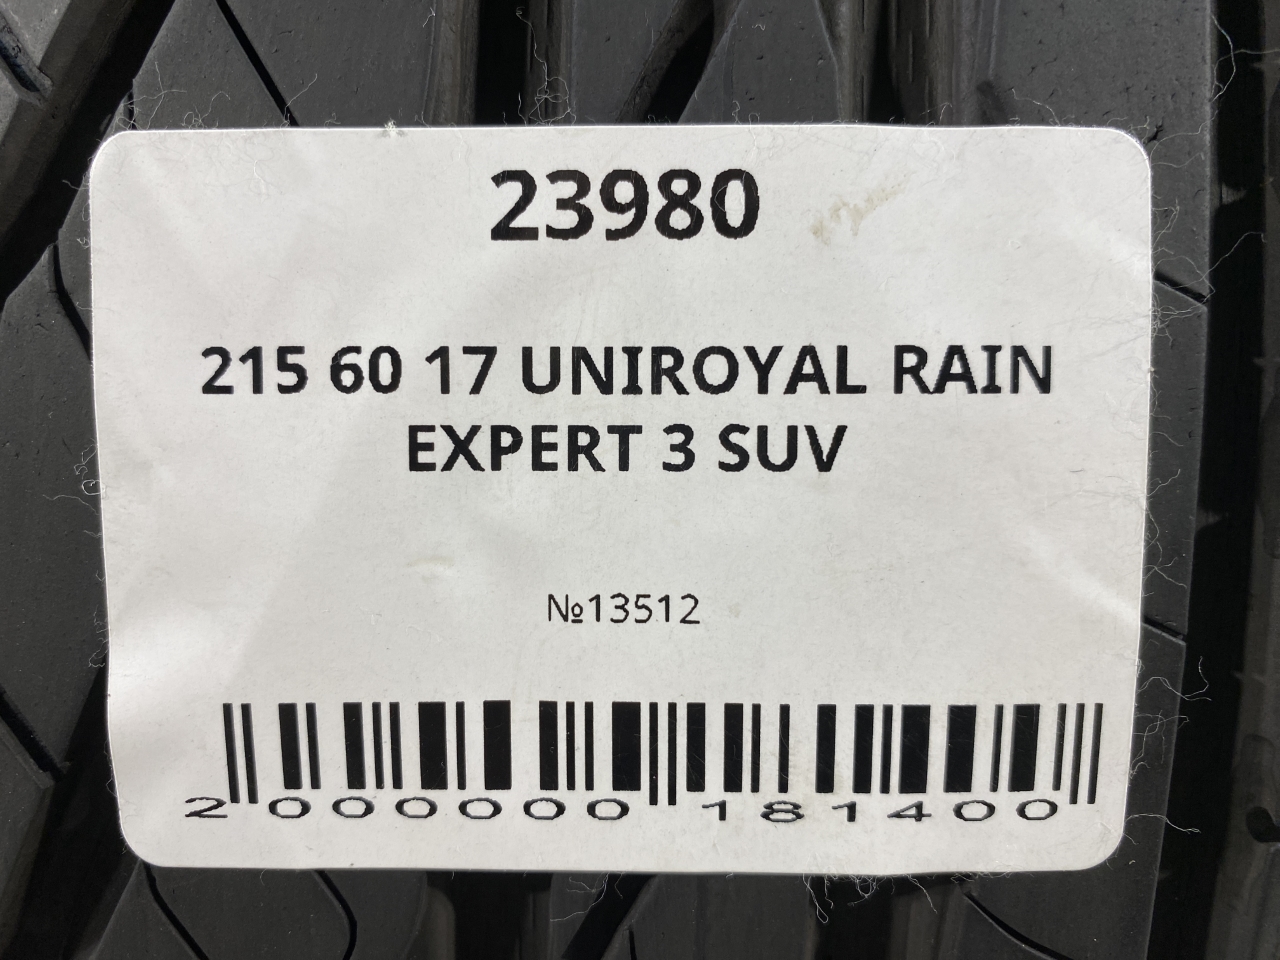 23980
215 60 17 UNIROYAL RAIN
EXPERT 3 SUV
№13512
2 000000 181400